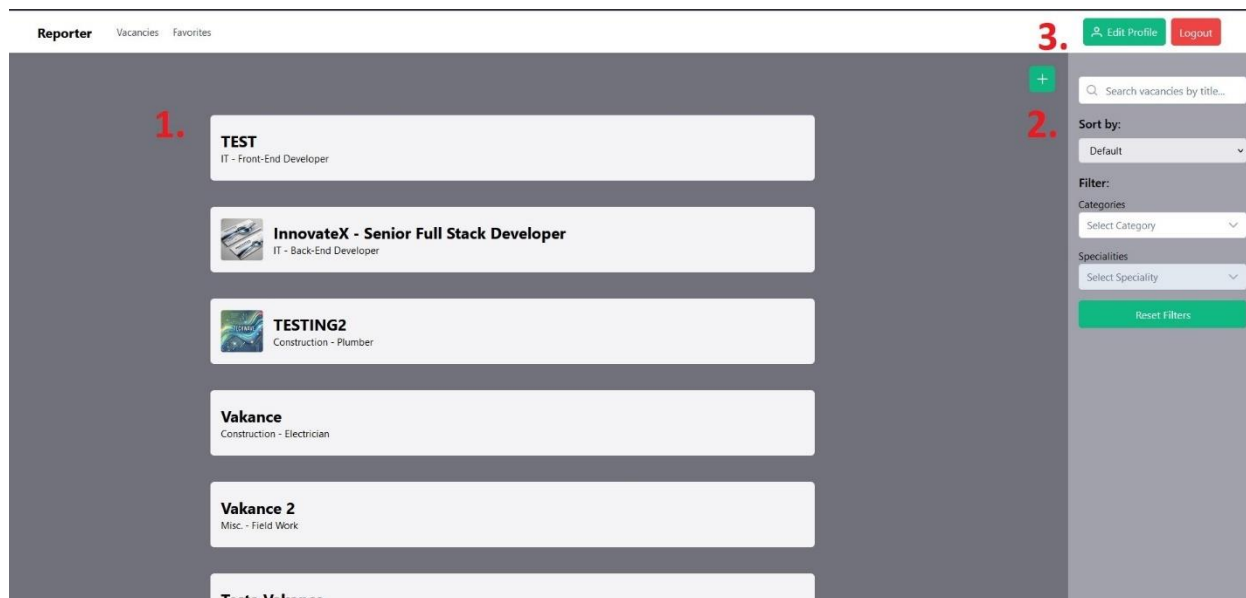 Reporter Vacancies Favorites
3.
Edit Profile Logout
1.
TEST
IT - Front-End Developer
InnovateX - Senior Full Stack Developer
IT - Back-End Developer
TESTING2
Construction - Plumber
Vakance
Construction - Electrician
Vakance 2
Misc. - Field Work
+
2.
Search vacancies by title...
Sort by:
Default
Filter:
Categories
Select Category
Specialities
Select Speciality
Reset Filters